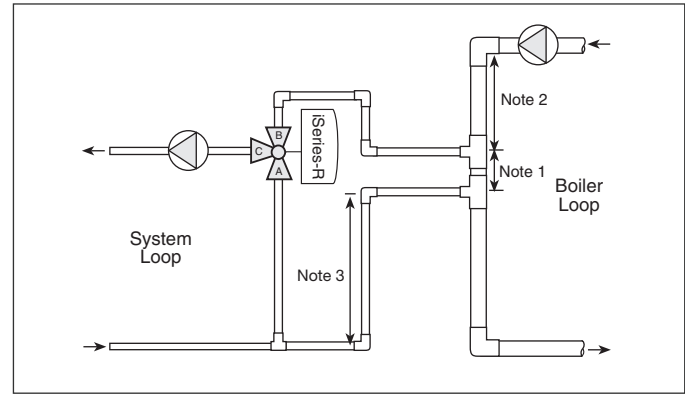 Note 2
B
C
A
iSeries-R
Note 1
Boiler
Loop
System
Loop
Note 3